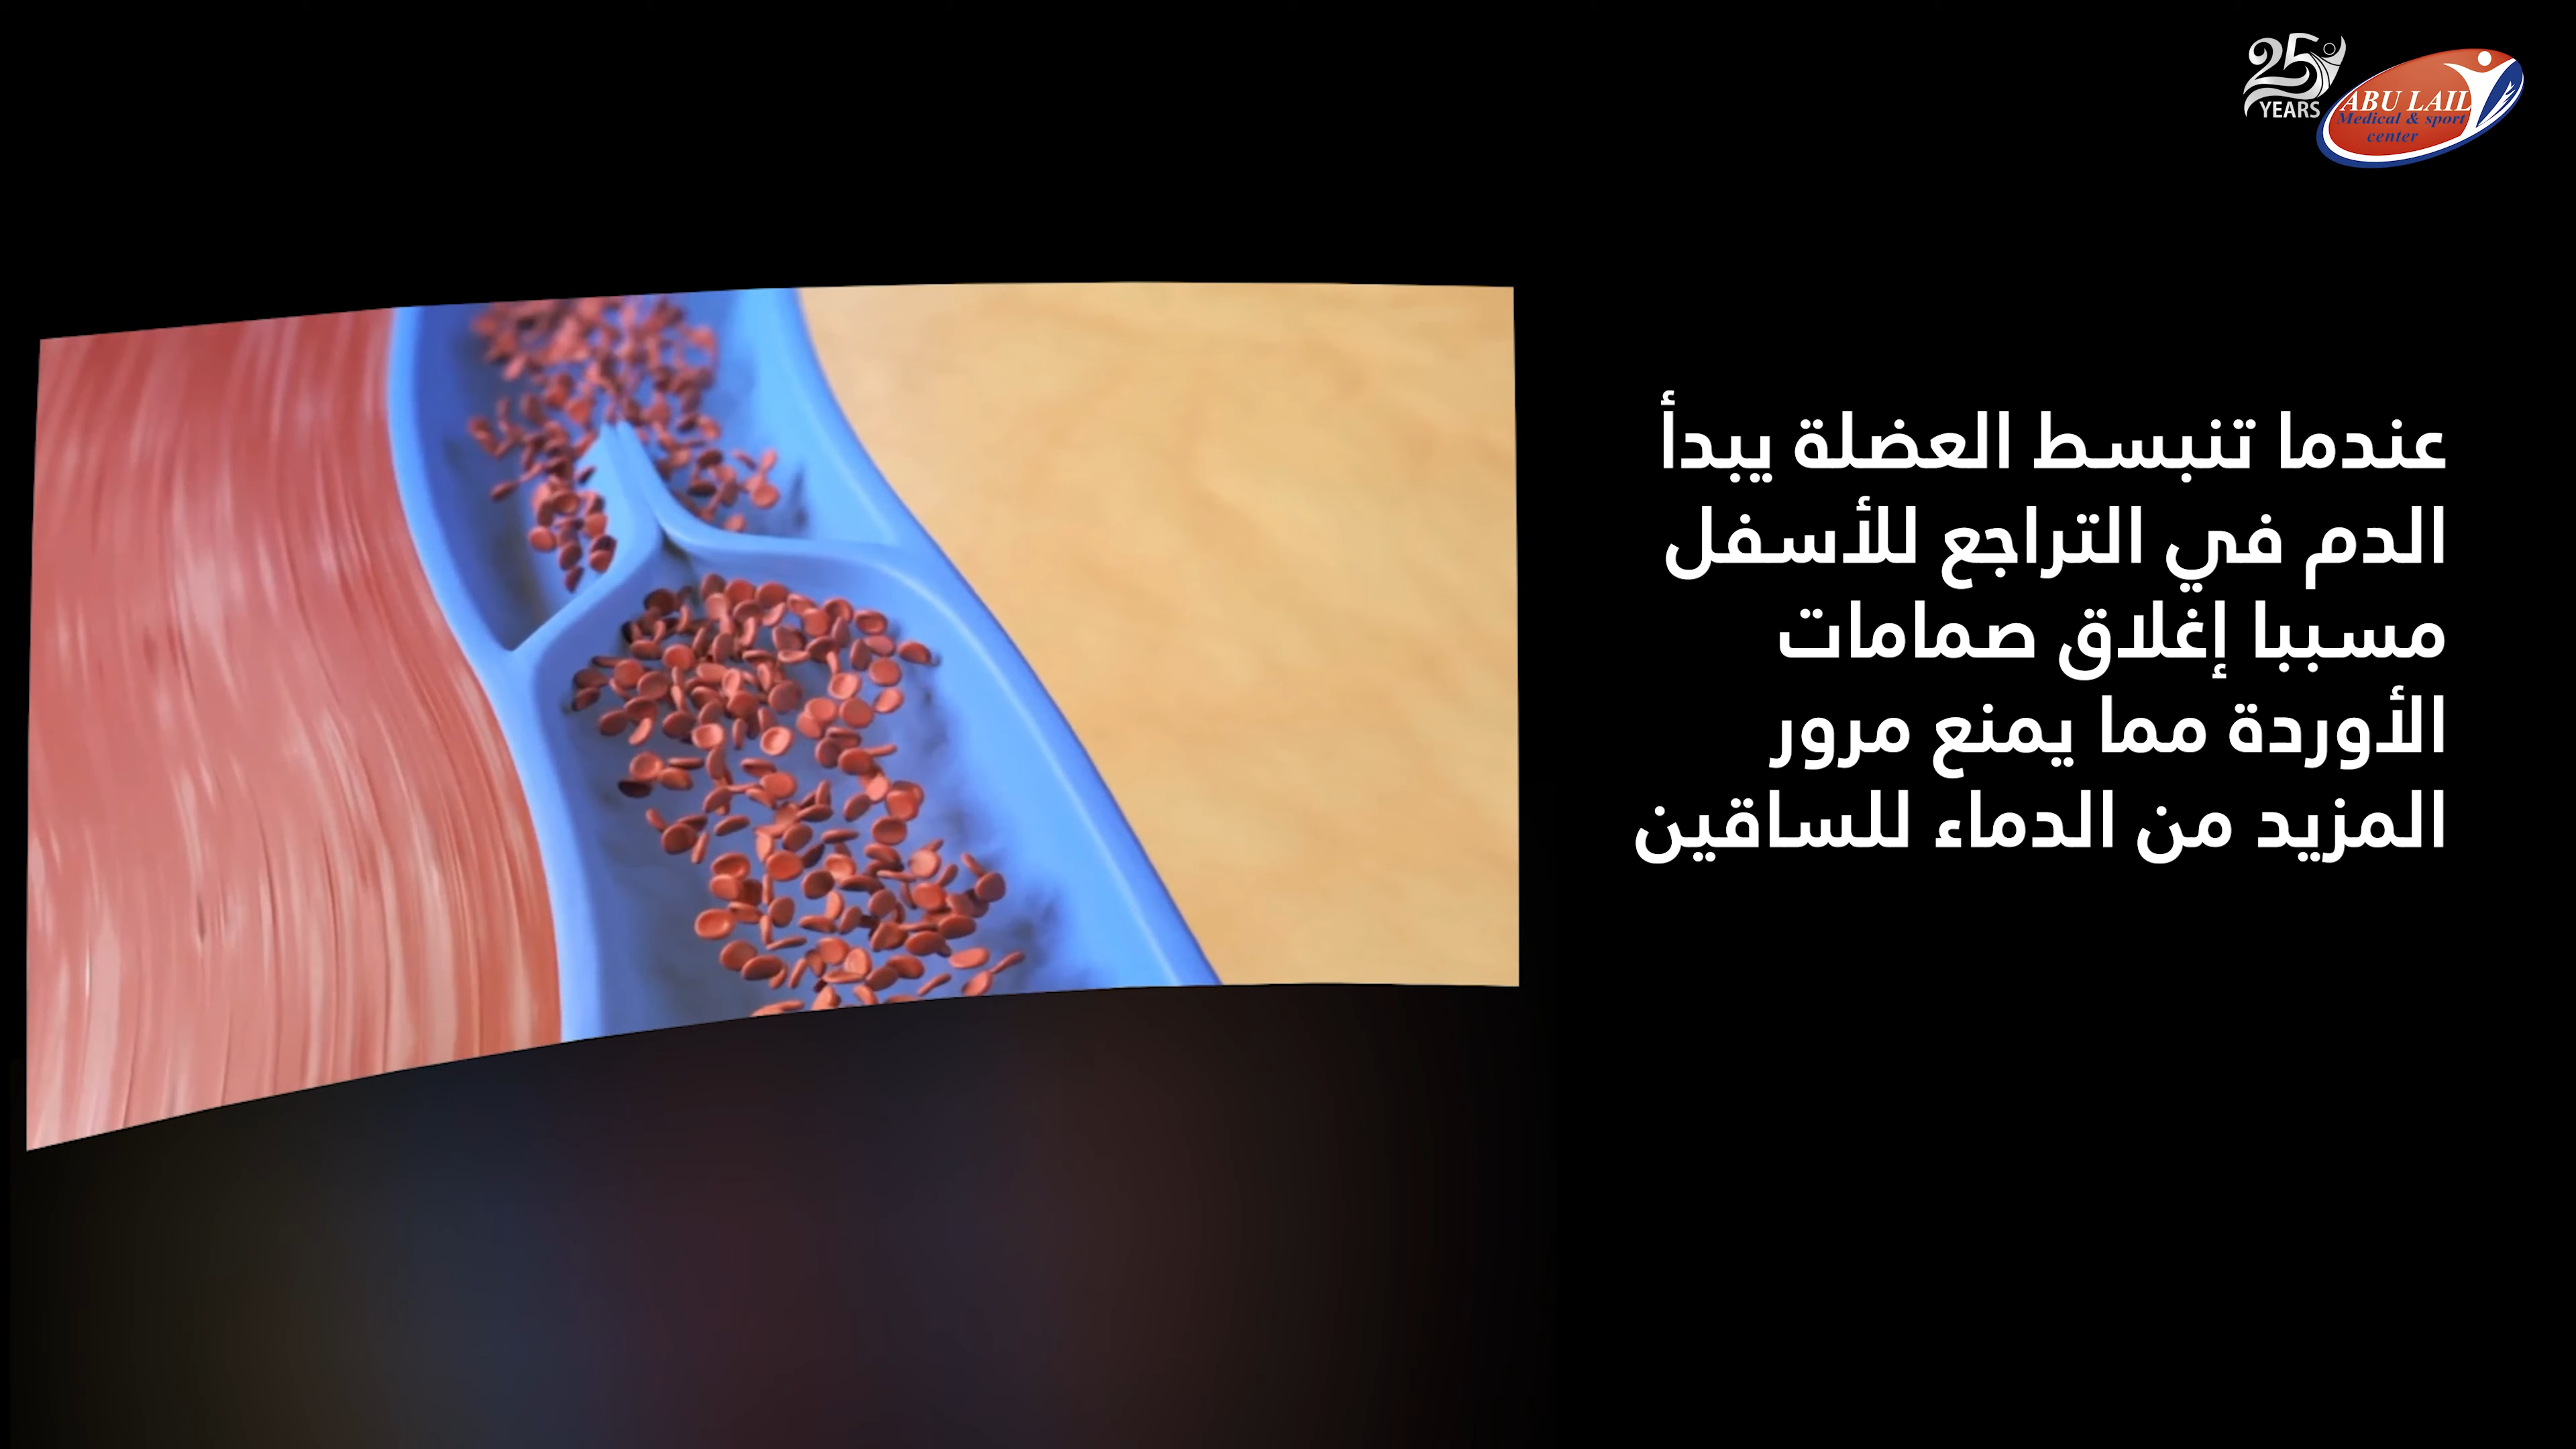 25
YEARS
ABU LAIL
Medical & sport
center
عندما تنبسط العضلة يبدأ
الدم في التراجع للأسفل
مسببا إغلاق صمامات
الأوردة مما يمنع مرور
المزيد من الدماء للساقين